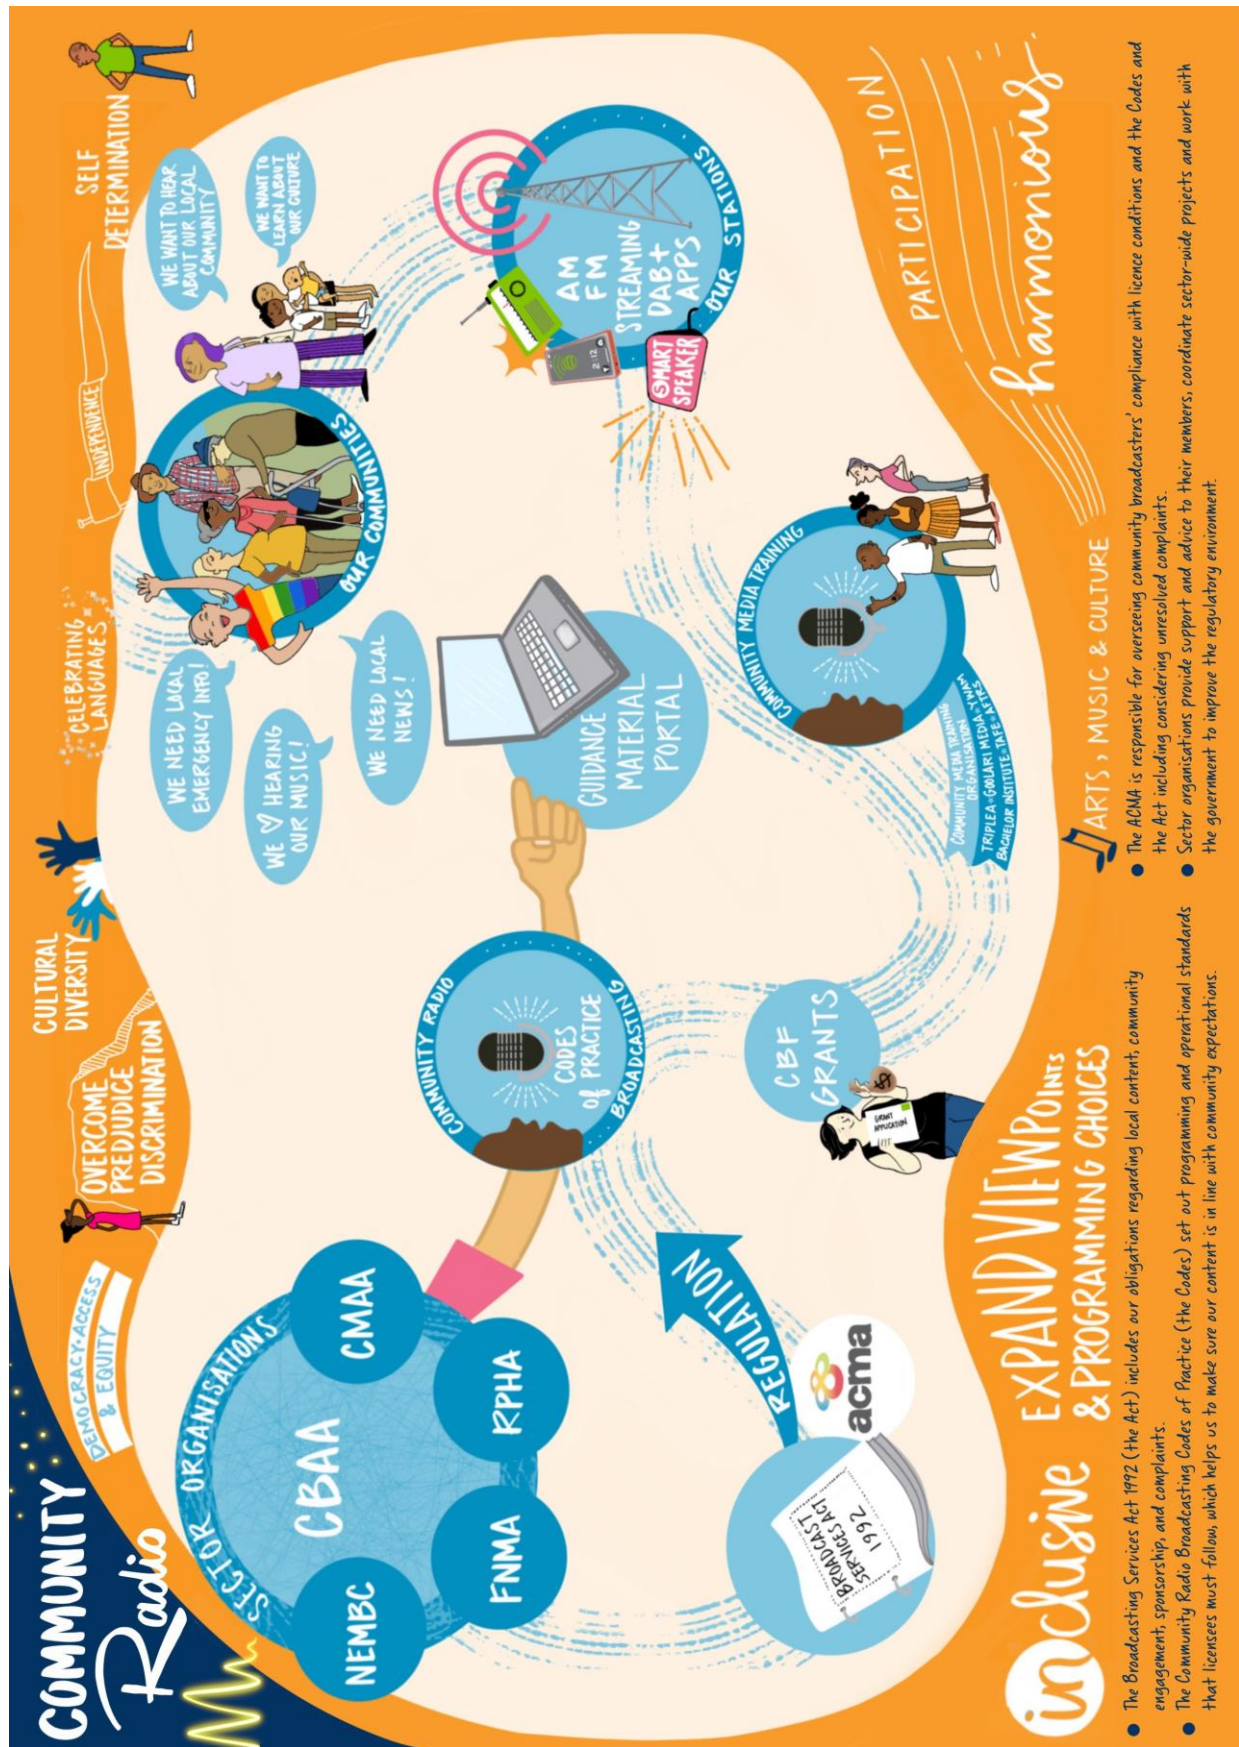 COMMUNITY
Radio
DEMOCRACY·ACCESS
& EQUITY
OVERCOME
PREDJUDICE
DISCRIMINATION
CULTURAL
DIVERSITY
CELEBRATING
LANGUAGES
INDEPENDENCE
SELF
DETERMINATION
SECTOR ORGANISATIONS
CBAA
NEMBC
FNMA
RPHA
CMAA
COMMUNITY RADIO
CODES
of PRACTICE
BROADCASTING
WE NEED LOCAL
EMERGENCY INFO!
WE ♡ HEARING
OUR MUSIC!
WE NEED LOCAL
NEWS!
OUR COMMUNITIES
WE WANT TO HEAR
ABOUT OUR LOCAL
COMMUNITY
WE WANT TO
LEARN ABOUT
OUR CULTURE
GUIDANCE
MATERIAL
PORTAL
AM
FM
STREAMING
DAB+
APPS
OUR STATIONS
2:12
SMART
SPEAKER
REGULATION
BROADCAST
SERVICES ACT
1992
acma
CBF
GRANTS
GRANT
APPLICATION
$
COMMUNITY MEDIA TRAINING
COMMUNITY MEDIA TRAINING
ORGANISATION
TRIPLE A GOOLARI MEDIA YWAM
BACHELOR INSTITUTE TAFE AFTRS
PARTICIPATION
harmonious
ARTS, MUSIC & CULTURE
inclusive
EXPAND VIEWPOINTS
& PROGRAMMING CHOICES
● The Broadcasting Services Act 1992 (the Act) includes our obligations regarding local content, community
engagement, sponsorship, and complaints.
● The Community Radio Broadcasting Codes of Practice (the Codes) set out programming and operational standards
that licensees must follow, which helps us to make sure our content is in line with community expectations.
● The ACMA is responsible for overseeing community broadcasters' compliance with licence conditions and the Codes and
the Act including considering unresolved complaints.
● Sector organisations provide support and advice to their members, coordinate sector-wide projects and work with
the government to improve the regulatory environment.